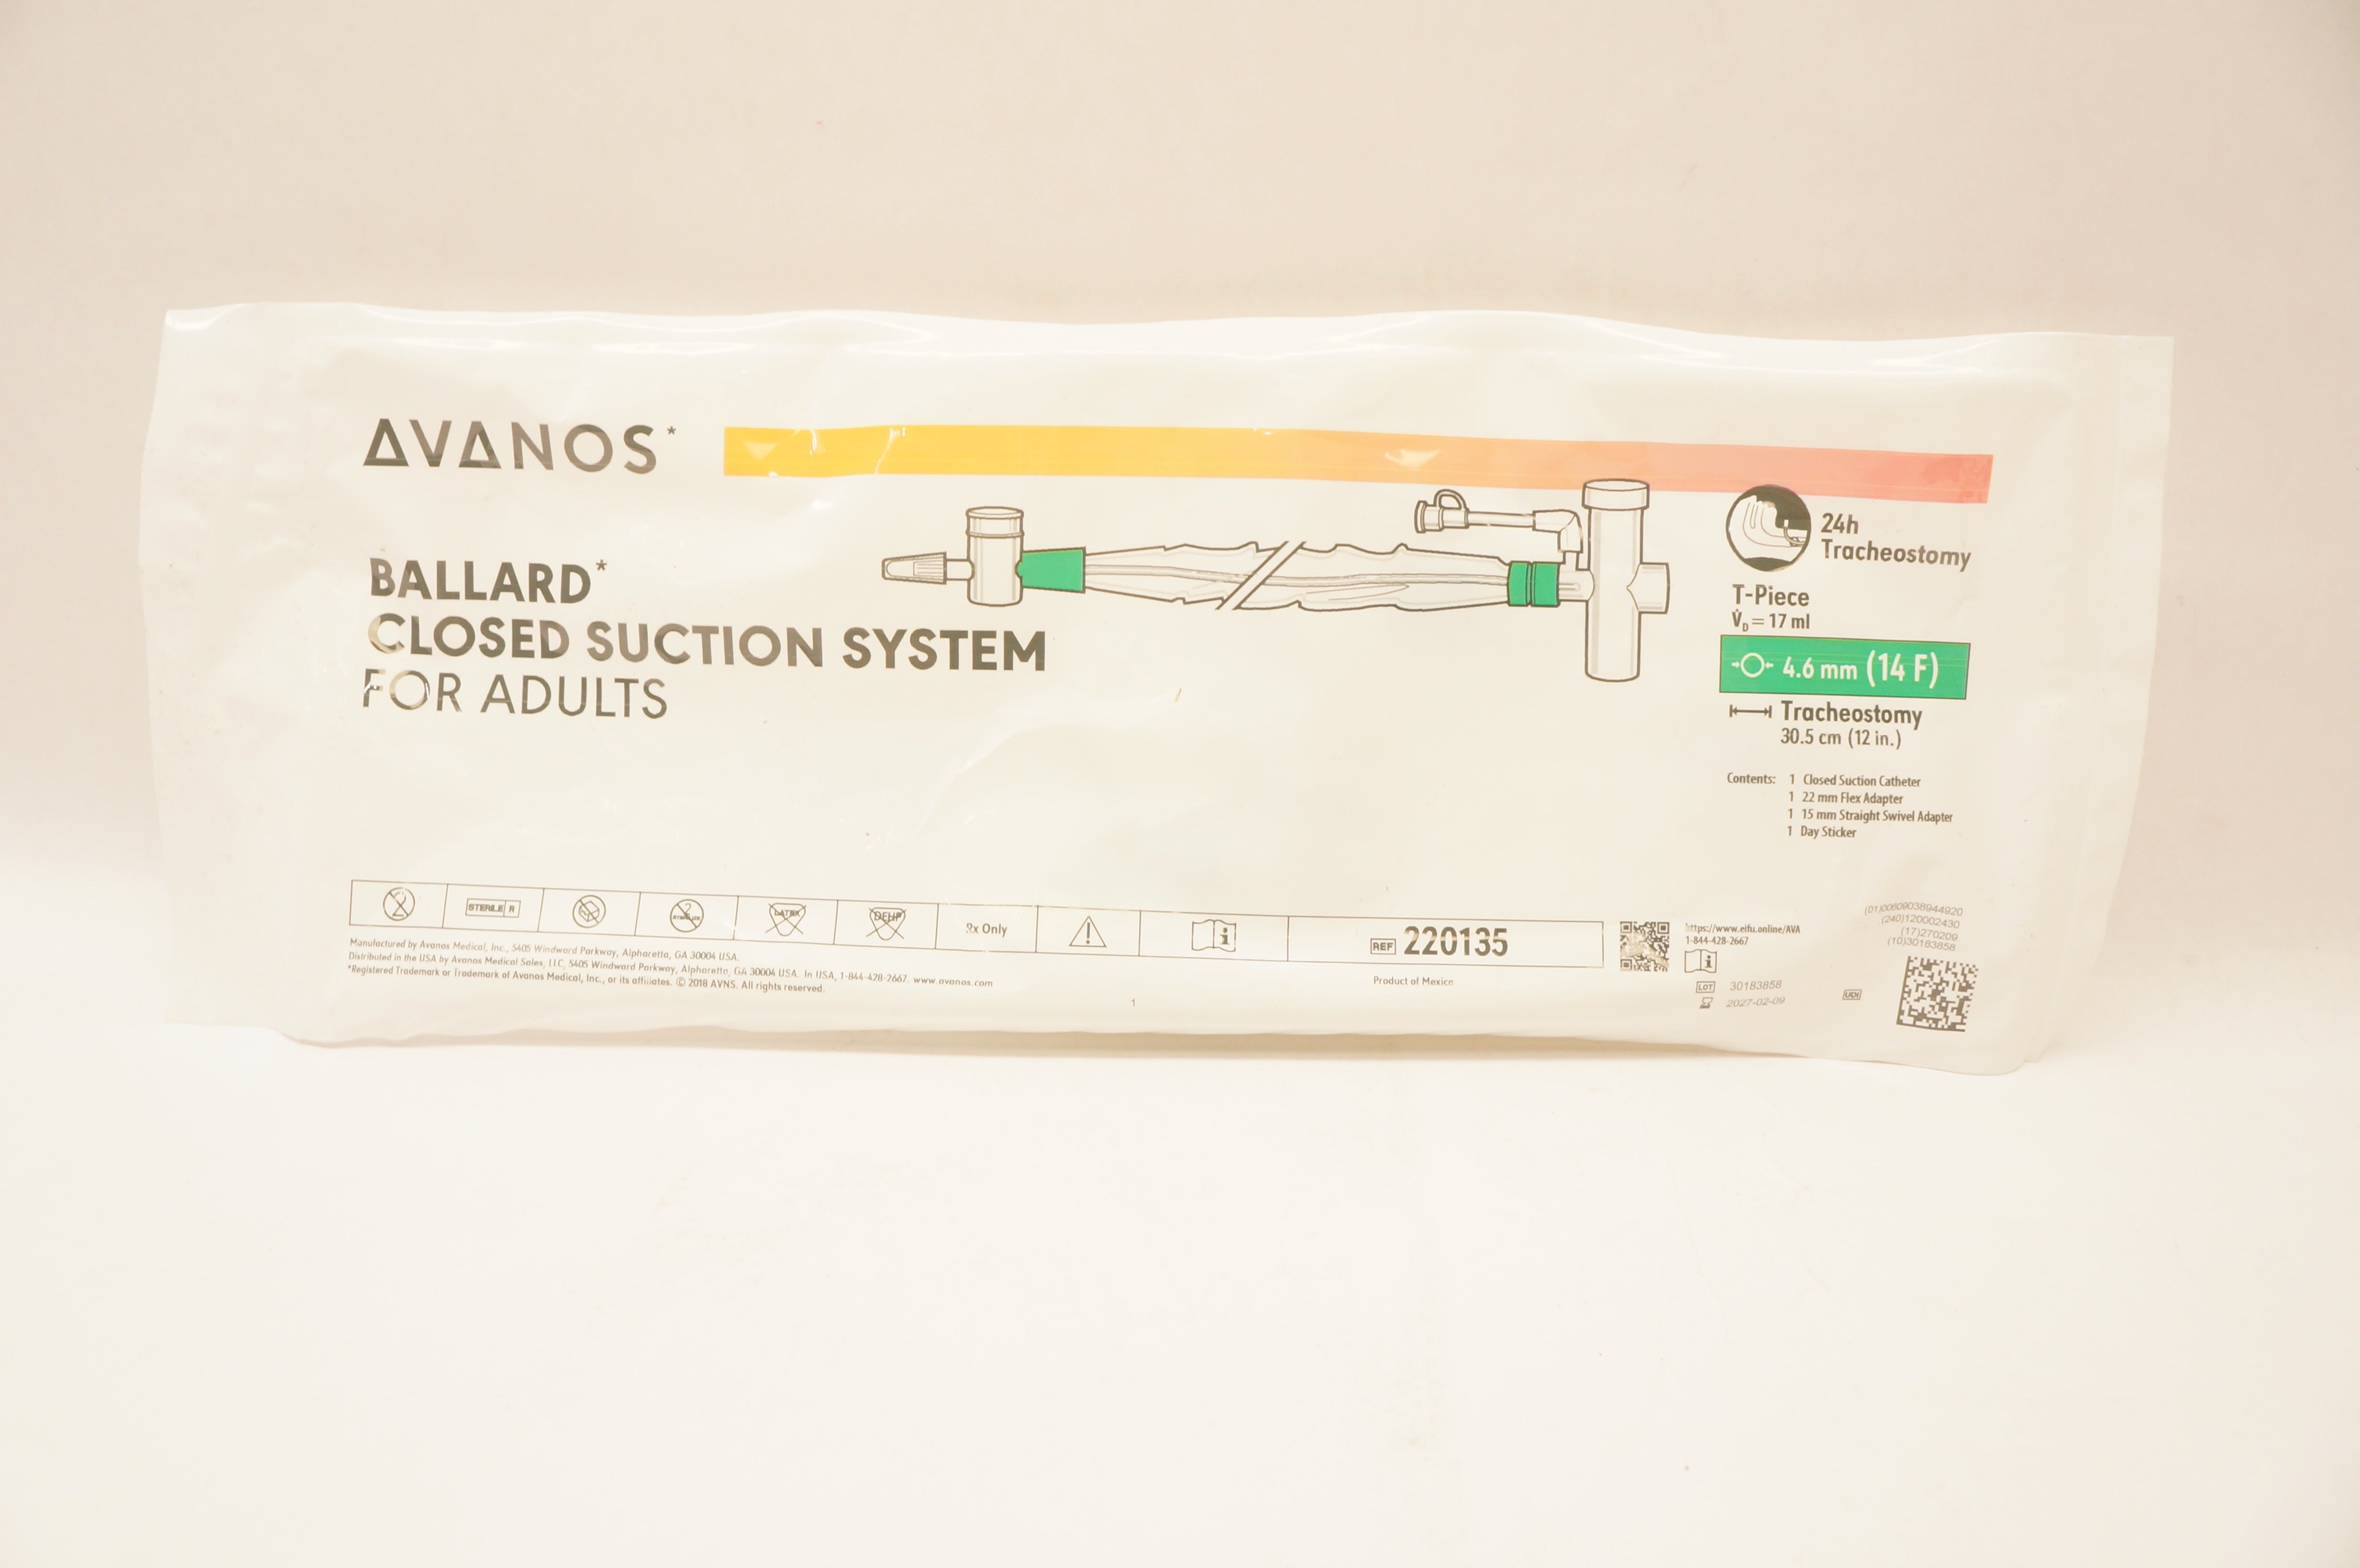 AVANOS*
BALLARD*
CLOSED SUCTION SYSTEM
FOR ADULTS
24h
Tracheostomy
T-Piece
V̇D = 17 ml
4.6 mm (14 F)
Tracheostomy
30.5 cm (12 in.)
Contents: 1 Closed Suction Catheter
1 22 mm Flex Adapter
1 15 mm Straight Swivel Adapter
1 Day Sticker
2
STERILE R
2
STERILIZE
LATEX
DEHP
Rx Only
REF 220135
Manufactured by Avanos Medical, Inc., 5405 Windward Parkway, Alpharetta, GA 30004 USA.
Distributed in the USA by Avanos Medical Sales, LLC, 5405 Windward Parkway, Alpharetta, GA 30004 USA. In USA, 1-844-428-2667. www.avanos.com
*Registered Trademark or Trademark of Avanos Medical, Inc., or its affiliates. © 2018 AVNS. All rights reserved.
1
Product of Mexico
https://www.eifu.online/AVA
1-844-428-2667
LOT 30183858
2027-02-09
UDI
(01)00609038944920
(240)120002430
(17)270209
(10)30183858